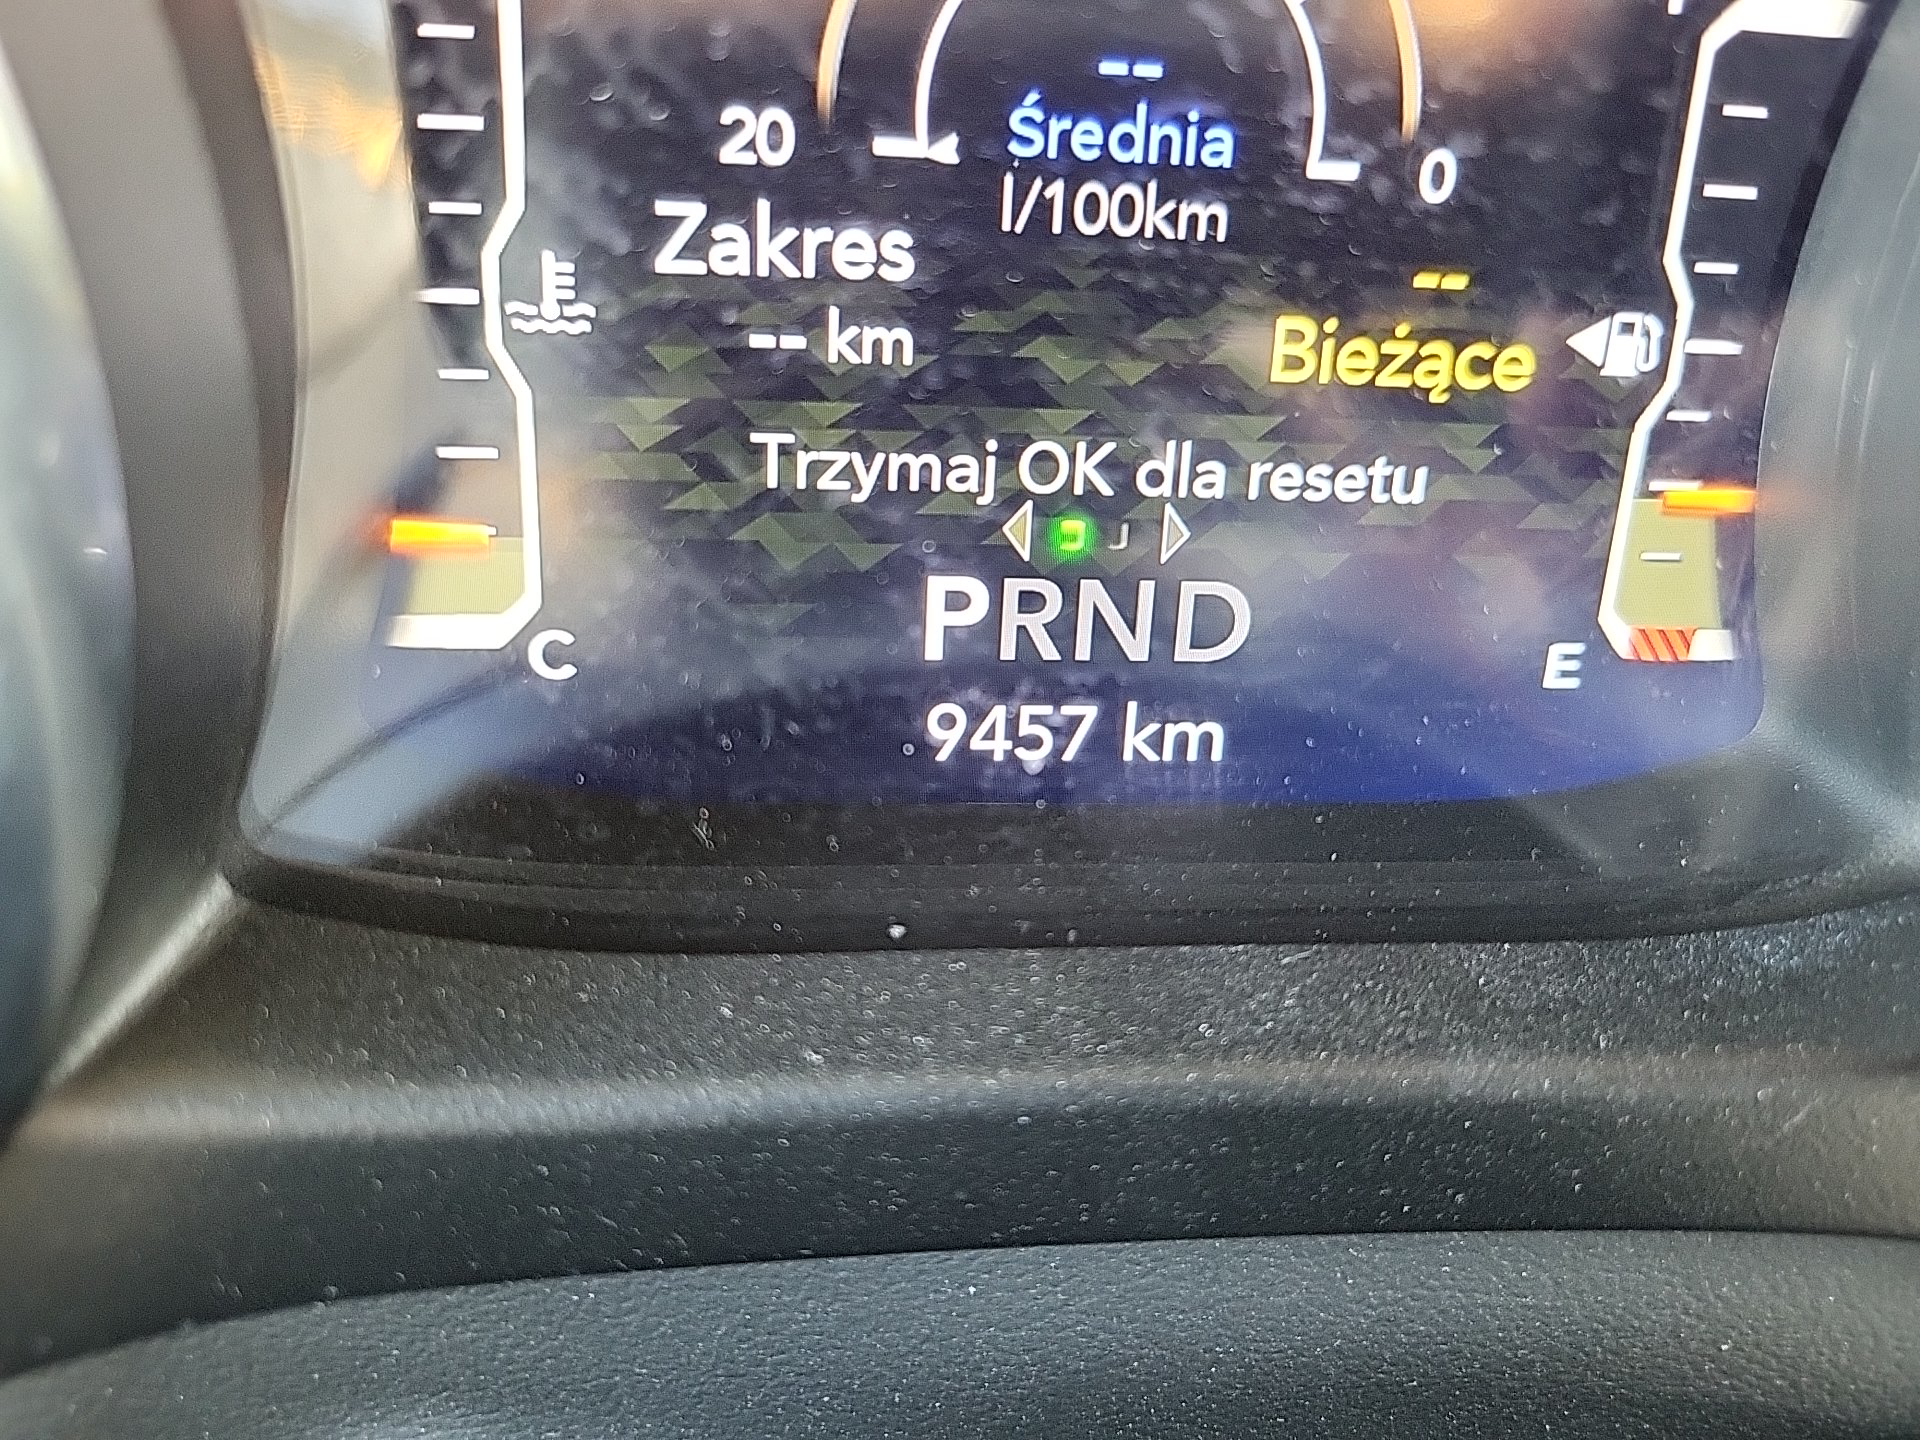 --
Średnia
l/100km
20
0
Zakres
-- km
--
Bieżące
Trzymaj OK dla resetu
PRND
C
E
9457 km